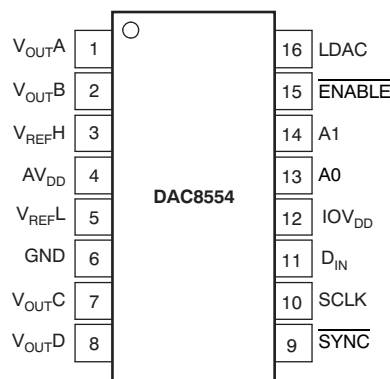 VOUTA 1 16 LDAC
VOUTB 2 15 ENABLE
VREFH 3 14 A1
AVDD 4 13 A0
DAC8554
VREFL 5 12 IOVDD
GND 6 11 DIN
VOUTC 7 10 SCLK
VOUTD 8 9 SYNC